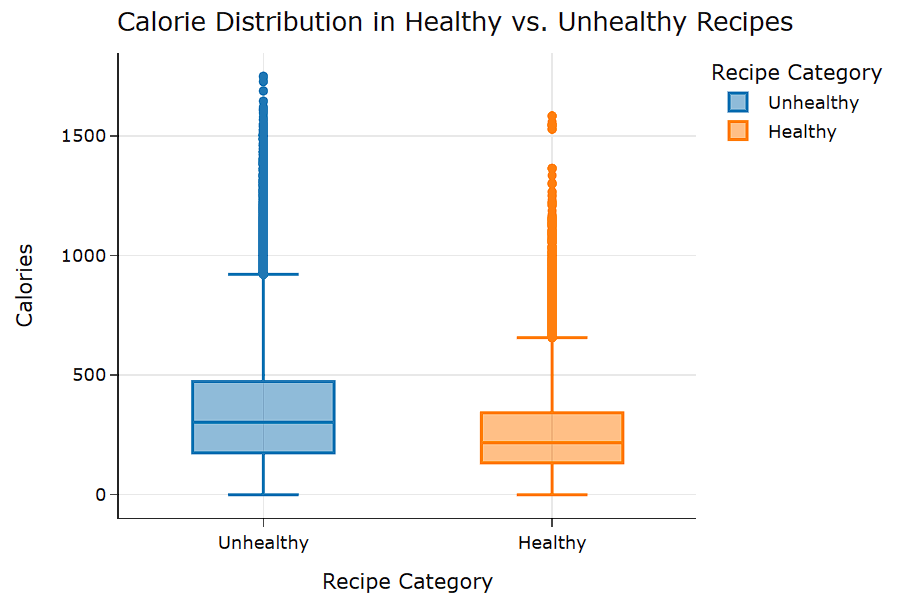 Calorie Distribution in Healthy vs. Unhealthy Recipes
Recipe Category
Unhealthy
Healthy
Calories
1500
1000
500
0
Unhealthy
Healthy
Recipe Category